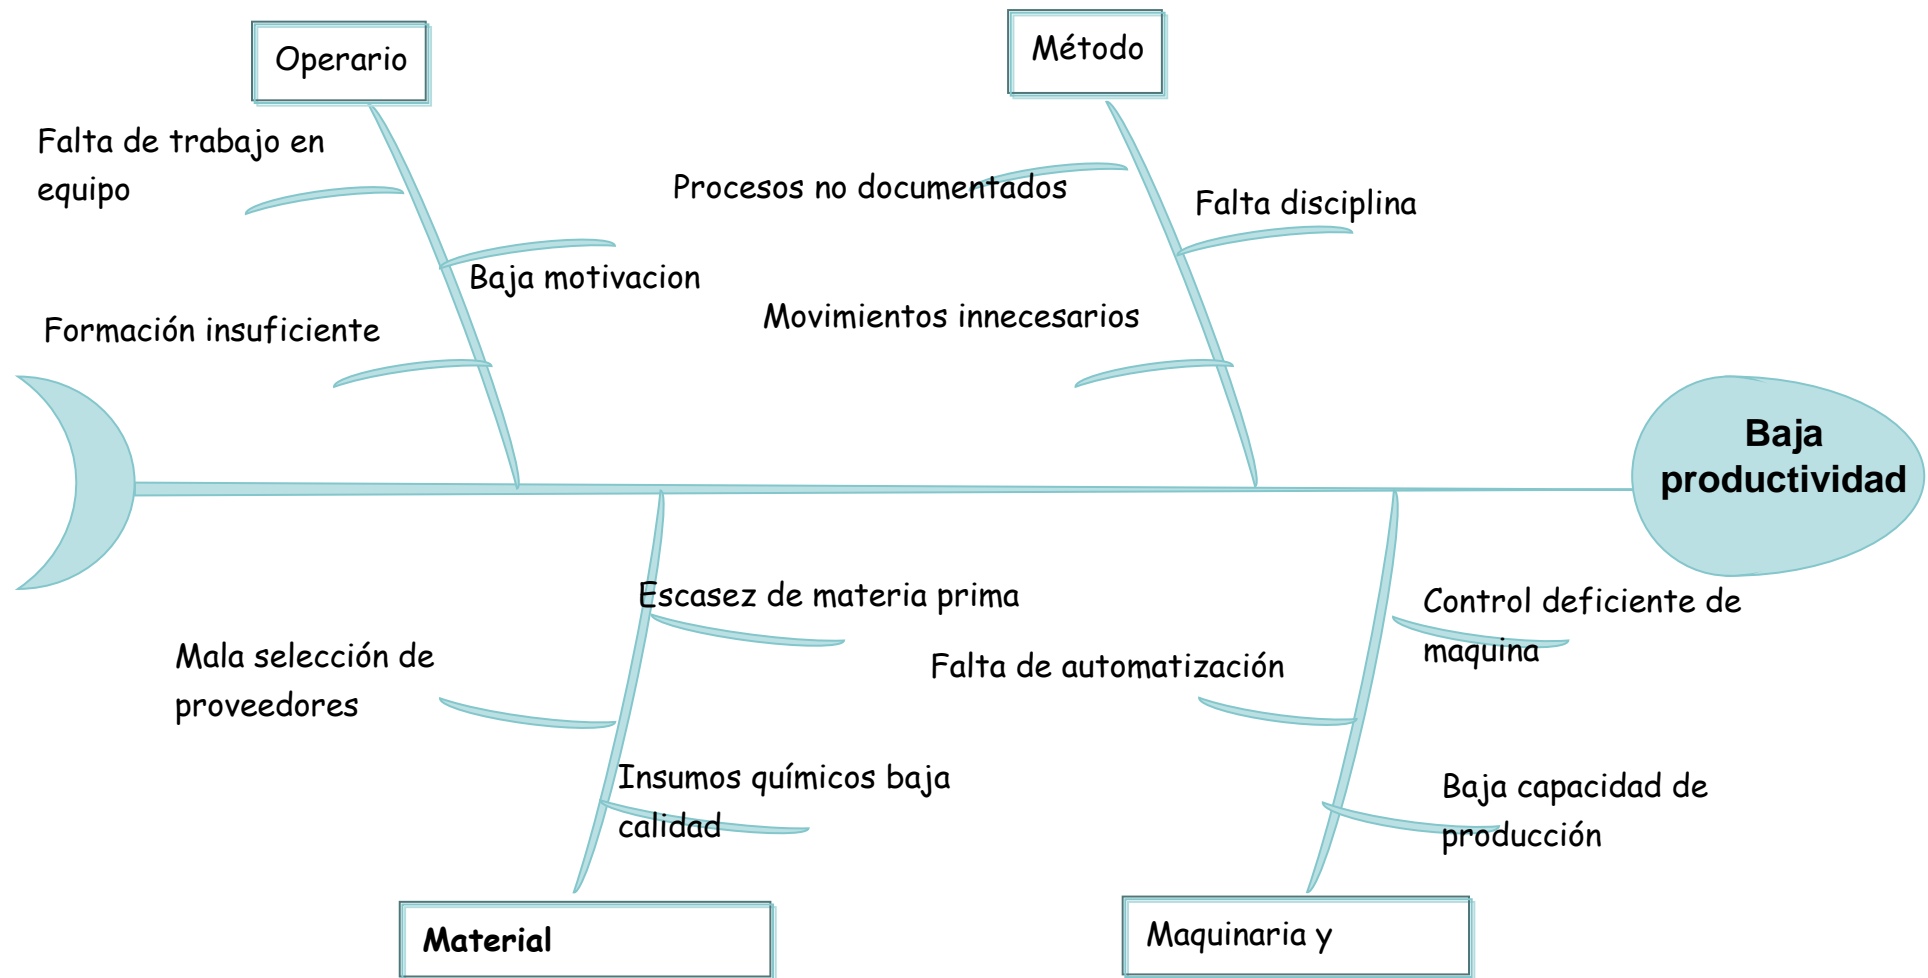 Operario
Método
Falta de trabajo en
equipo
Procesos no documentados
Falta disciplina
Baja motivacion
Formación insuficiente
Movimientos innecesarios
Baja
productividad
Escasez de materia prima
Control deficiente de
maquina
Mala selección de
proveedores
Falta de automatización
Insumos químicos baja
calidad
Baja capacidad de
producción
Material
Maquinaria y